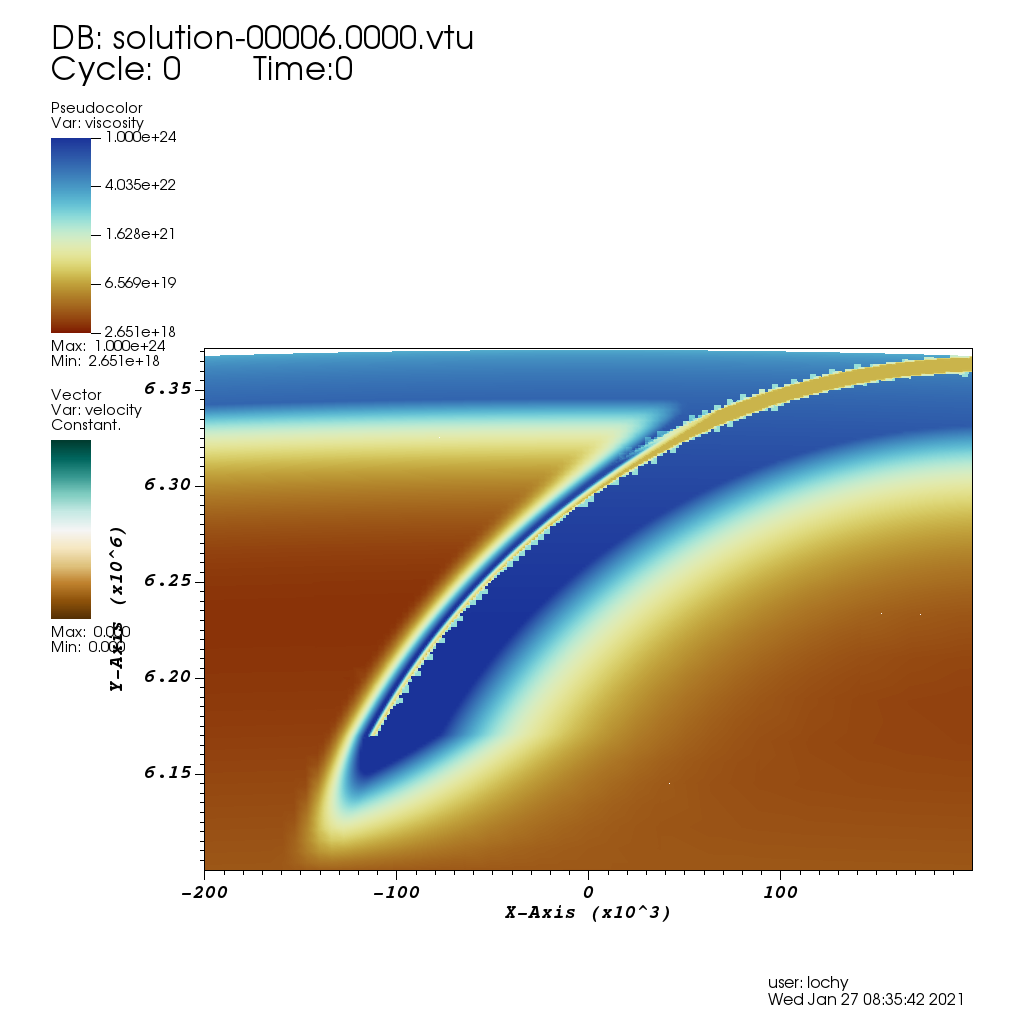 DB: solution-00006.0000.vtu
Cycle: 0 Time:0
Pseudocolor
Var: viscosity
1.000e+24
4.035e+22
1.628e+21
6.569e+19
2.651e+18
Max: 1.000e+24
Min: 2.651e+18
Vector
Var: velocity
Constant.
Max: 0.000
Min: 0.000
Y-Axis (x10^6)
6.35
6.30
6.25
6.20
6.15
-200 -100 0 100
X-Axis (x10^3)
user: lochy
Wed Jan 27 08:35:42 2021